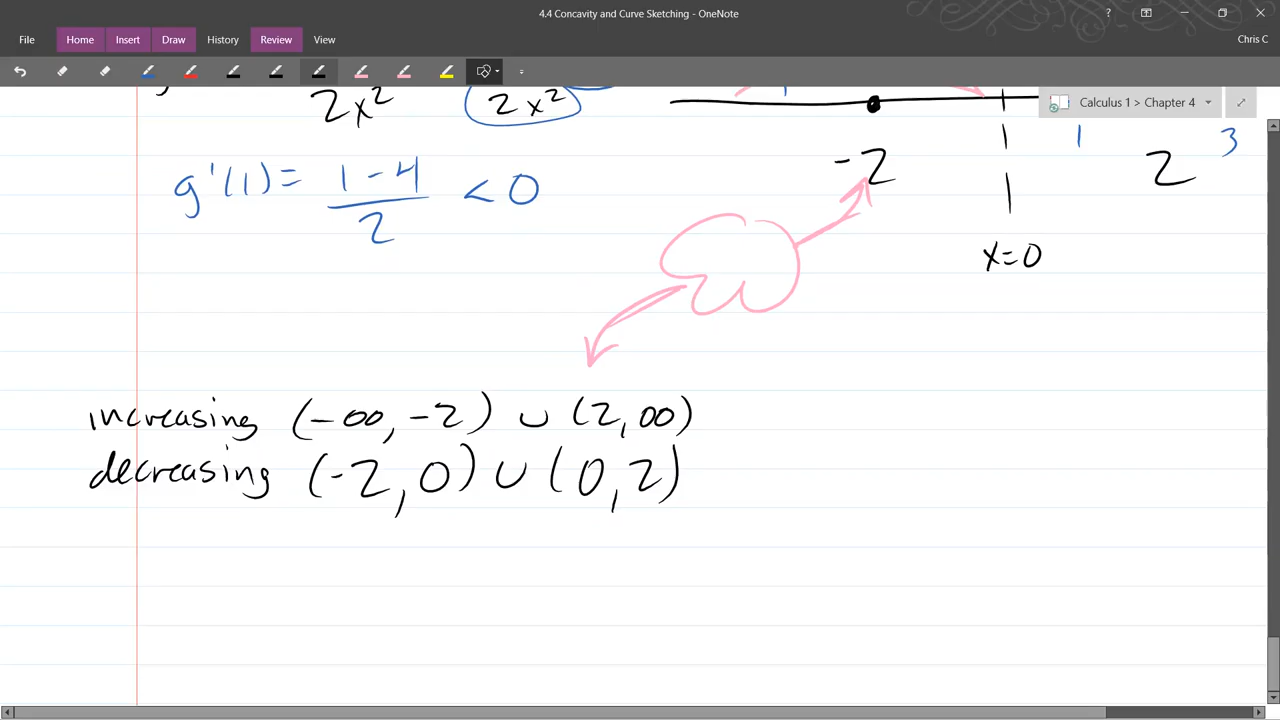 4.4 Concavity and Curve Sketching - OneNote
File Home Insert Draw History Review View
Chris C
Calculus 1 > Chapter 4
2x² 2x²
-2 1 2 3
g'(1) = (1-4)/2 < 0
x=0
increasing (-∞, -2) ∪ (2, ∞)
decreasing (-2, 0) ∪ (0, 2)